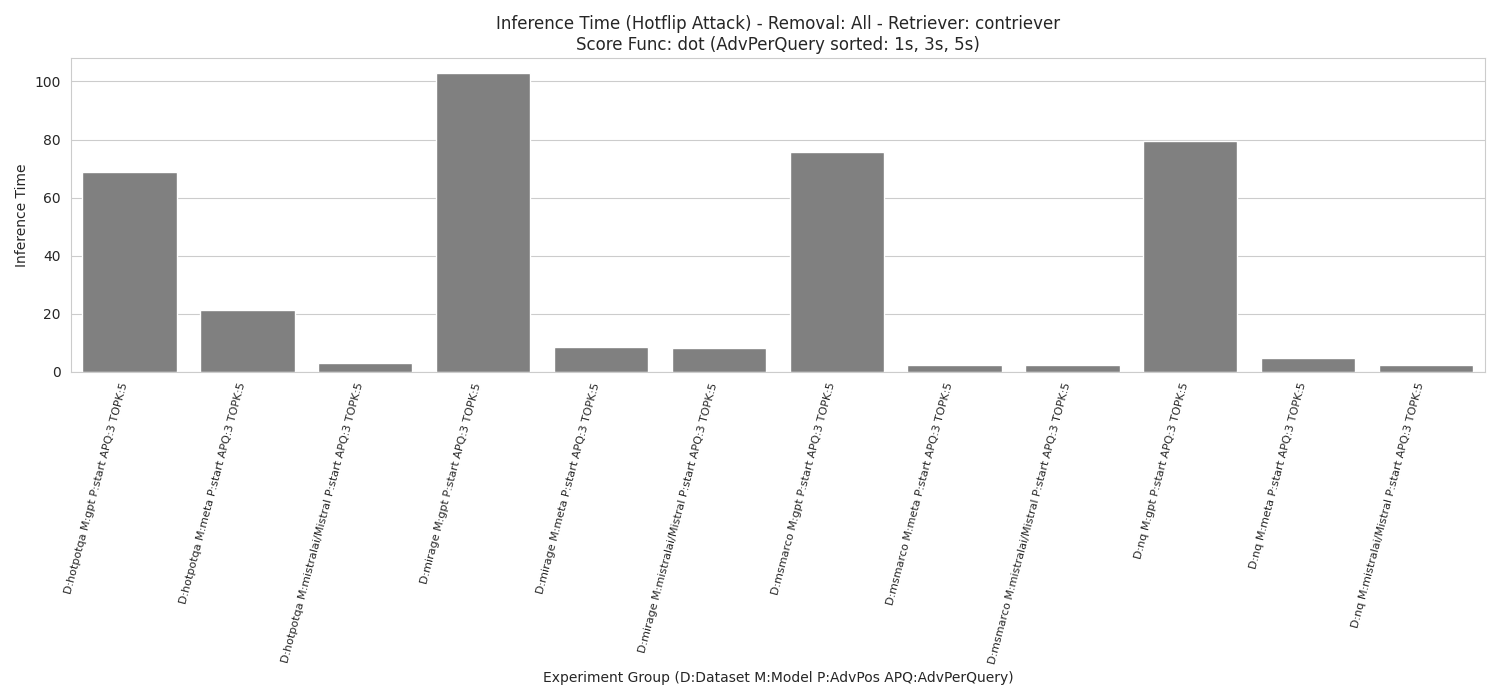 Inference Time (Hotflip Attack) - Removal: All - Retriever: contriever
Score Func: dot (AdvPerQuery sorted: 1s, 3s, 5s)
Inference Time
100
80
60
40
20
0
D:hotpotqa M:gpt P:start APQ:3 TOPK:5
D:hotpotqa M:meta P:start APQ:3 TOPK:5
D:hotpotqa M:mistralai/Mistral P:start APQ:3 TOPK:5
D:mirage M:gpt P:start APQ:3 TOPK:5
D:mirage M:meta P:start APQ:3 TOPK:5
D:mirage M:mistralai/Mistral P:start APQ:3 TOPK:5
D:msmarco M:gpt P:start APQ:3 TOPK:5
D:msmarco M:meta P:start APQ:3 TOPK:5
D:msmarco M:mistralai/Mistral P:start APQ:3 TOPK:5
D:nq M:gpt P:start APQ:3 TOPK:5
D:nq M:meta P:start APQ:3 TOPK:5
D:nq M:mistralai/Mistral P:start APQ:3 TOPK:5
Experiment Group (D:Dataset M:Model P:AdvPos APQ:AdvPerQuery)